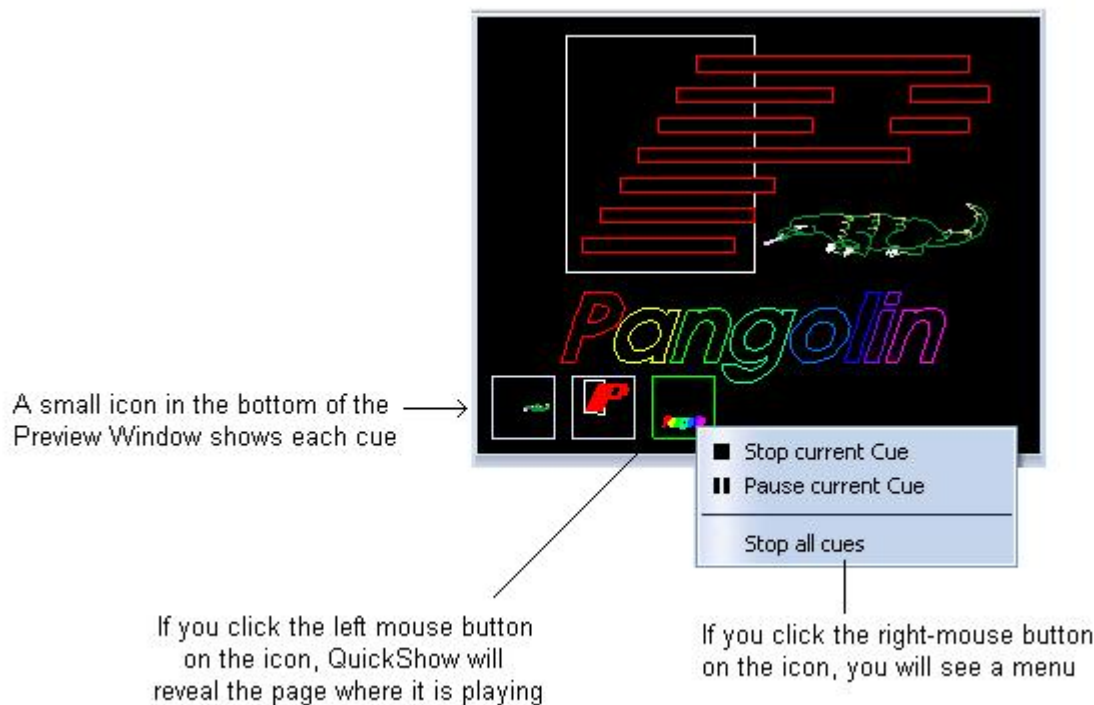 Pangolin
A small icon in the bottom of the
Preview Window shows each cue
Stop current Cue
Pause current Cue
Stop all cues
If you click the left mouse button
on the icon, QuickShow will
reveal the page where it is playing
If you click the right-mouse button
on the icon, you will see a menu